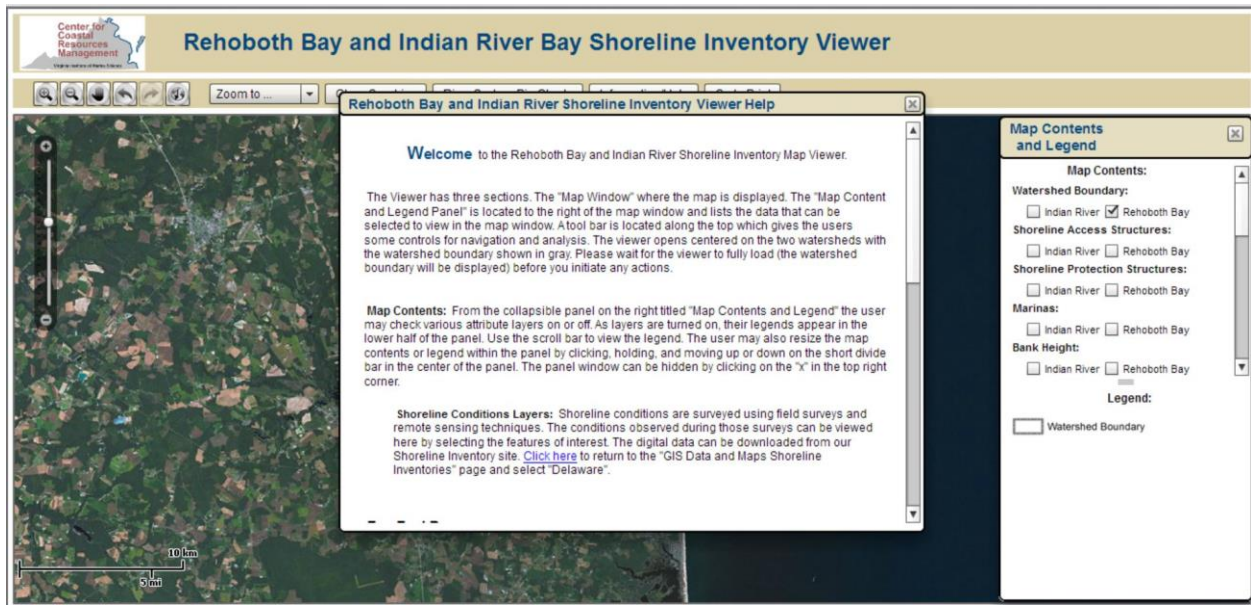 Center for
Coastal
Resources
Management
Virginia Institute of Marine Science
Rehoboth Bay and Indian River Bay Shoreline Inventory Viewer
Zoom to ...
Rehoboth Bay and Indian River Shoreline Inventory Viewer Help
Welcome to the Rehoboth Bay and Indian River Shoreline Inventory Map Viewer.
The Viewer has three sections. The "Map Window" where the map is displayed. The "Map Content
and Legend Panel" is located to the right of the map window and lists the data that can be
selected to view in the map window. A tool bar is located along the top which gives the users
some controls for navigation and analysis. The viewer opens centered on the two watersheds with
the watershed boundary shown in gray. Please wait for the viewer to fully load (the watershed
boundary will be displayed) before you initiate any actions.
Map Contents: From the collapsible panel on the right titled "Map Contents and Legend" the user
may check various attribute layers on or off. As layers are turned on, their legends appear in the
lower half of the panel. Use the scroll bar to view the legend. The user may also resize the map
contents or legend within the panel by clicking, holding, and moving up or down on the short divide
bar in the center of the panel. The panel window can be hidden by clicking on the "x" in the top right
corner.
Shoreline Conditions Layers: Shoreline conditions are surveyed using field surveys and
remote sensing techniques. The conditions observed during those surveys can be viewed
here by selecting the features of interest. The digital data can be downloaded from our
Shoreline Inventory site. Click here to return to the "GIS Data and Maps Shoreline
Inventories" page and select "Delaware".
Map Contents
and Legend
Map Contents:
Watershed Boundary:
Indian River Rehoboth Bay
Shoreline Access Structures:
Indian River Rehoboth Bay
Shoreline Protection Structures:
Indian River Rehoboth Bay
Marinas:
Indian River Rehoboth Bay
Bank Height:
Indian River Rehoboth Bay
Legend:
Watershed Boundary
10 km
5 mi